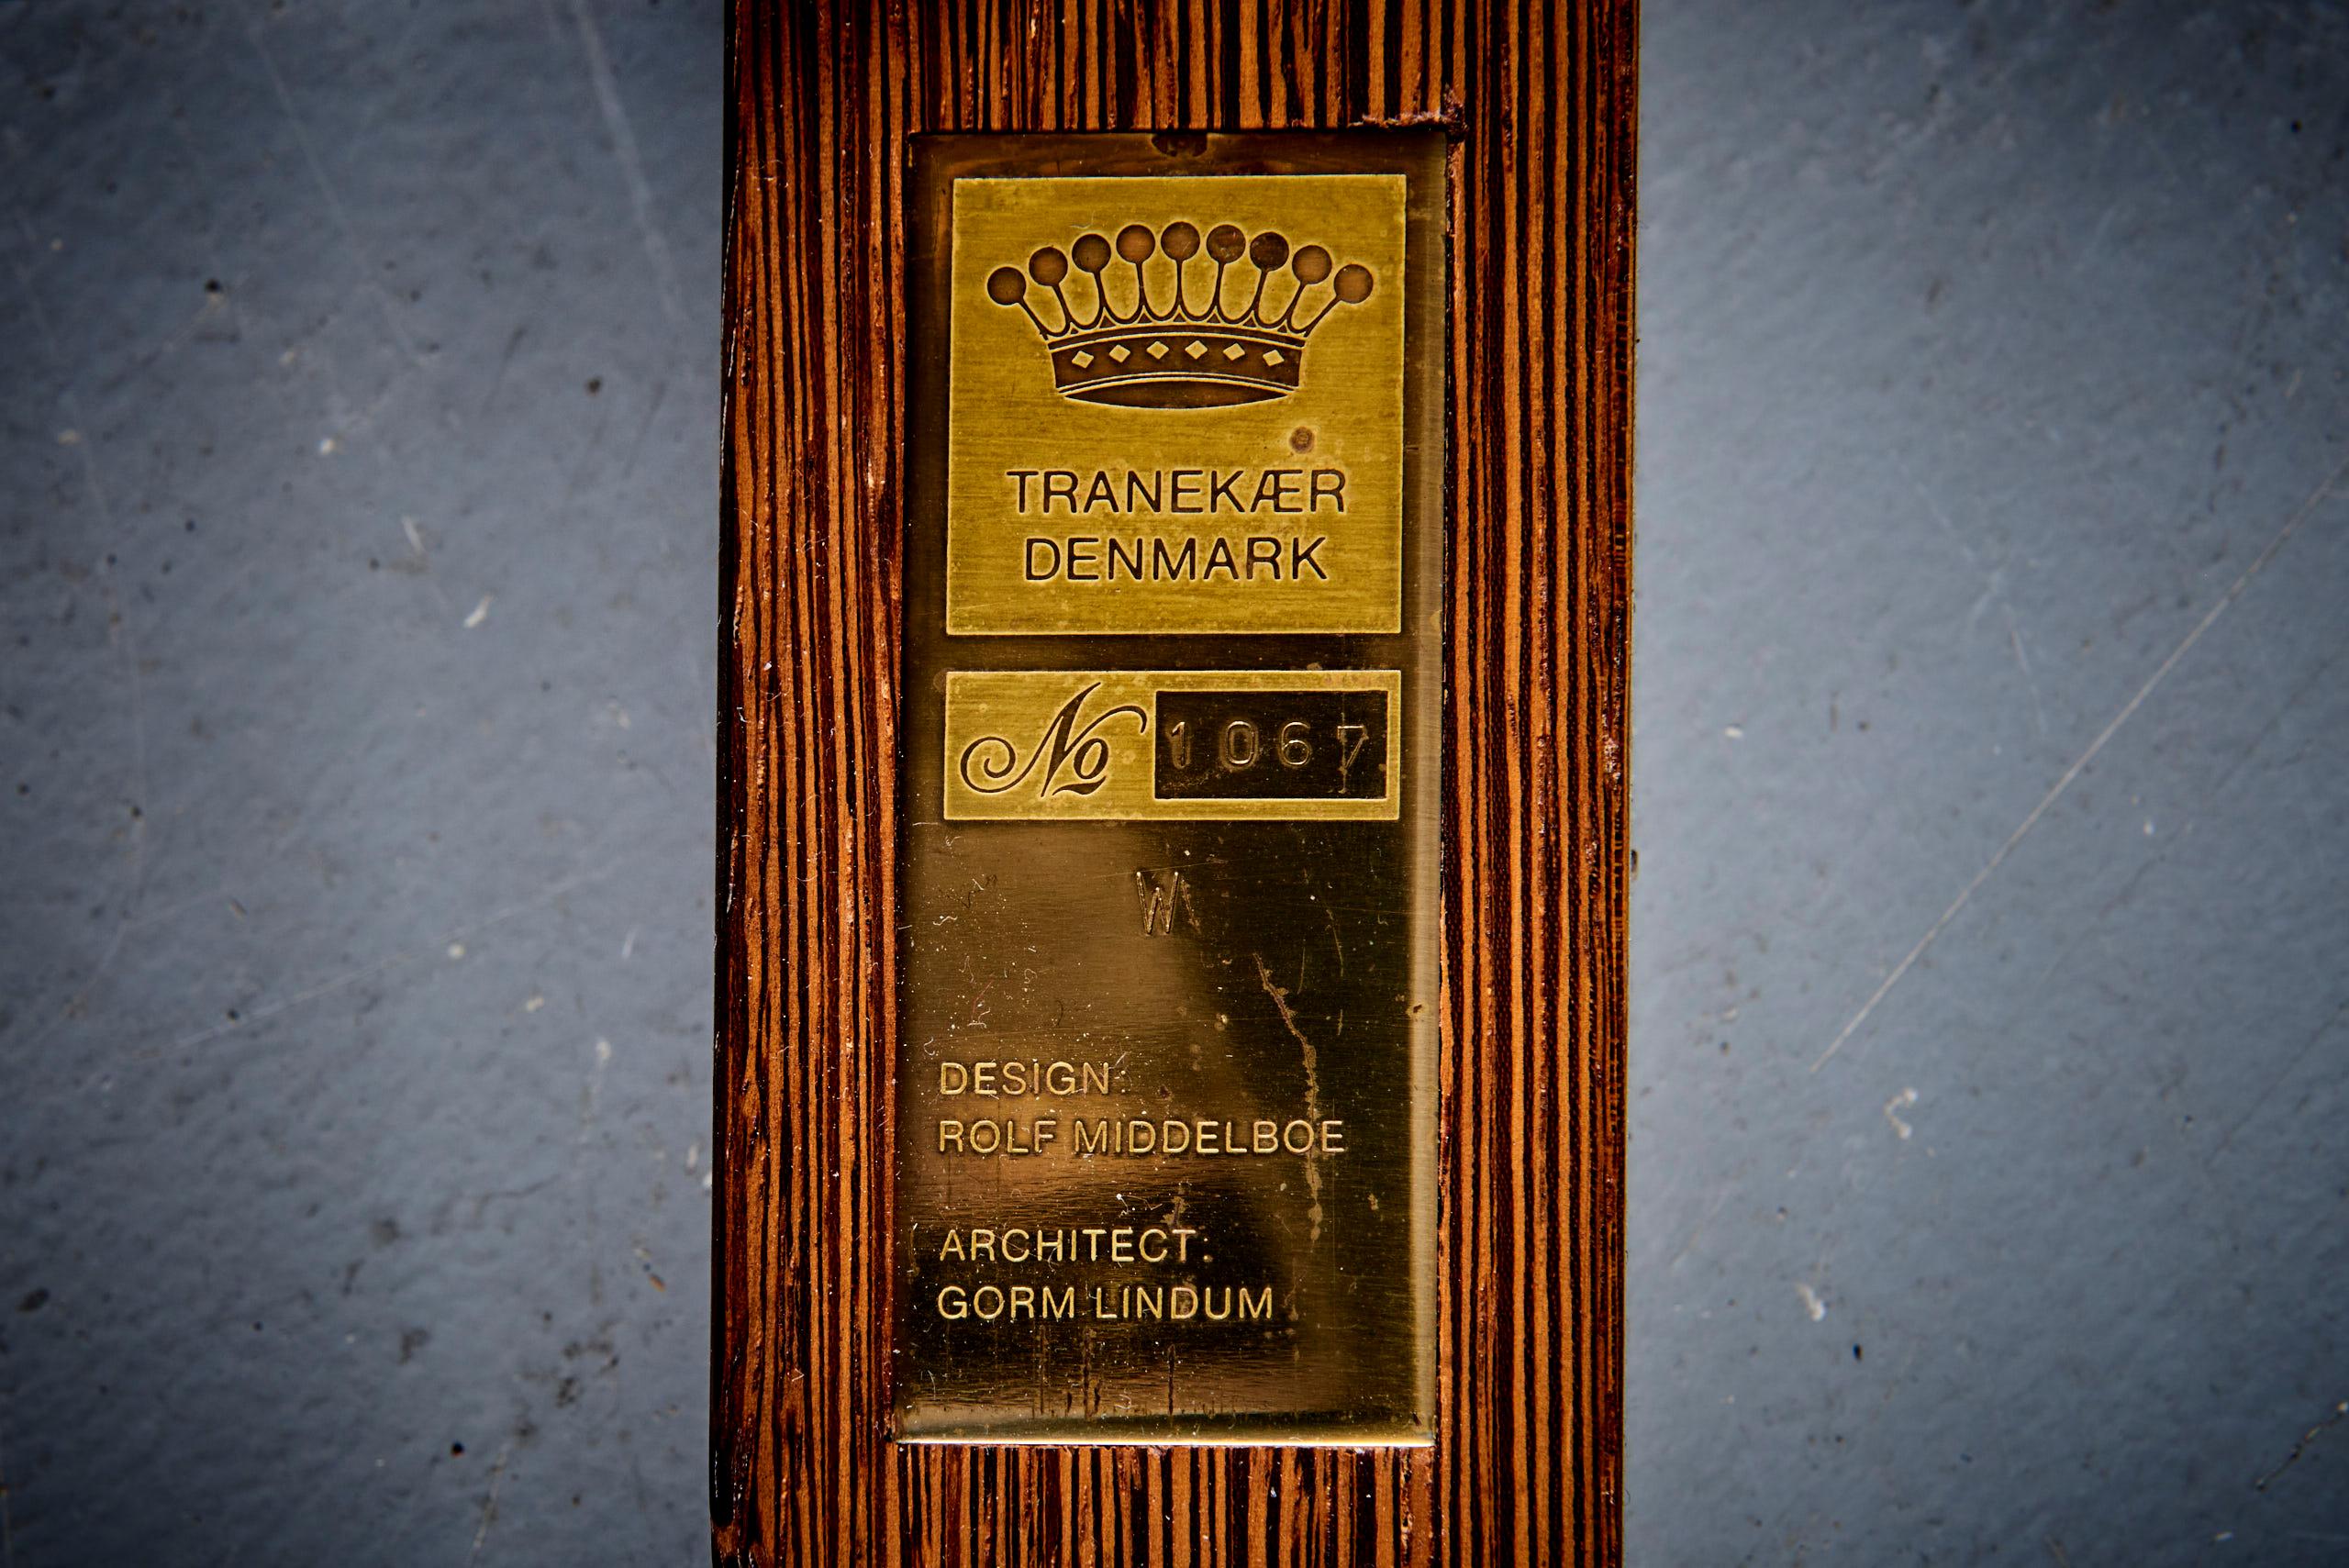 TRANEKÆR
DENMARK
No 1067
W
DESIGN:
ROLF MIDDELBOE
ARCHITECT:
GORM LINDUM